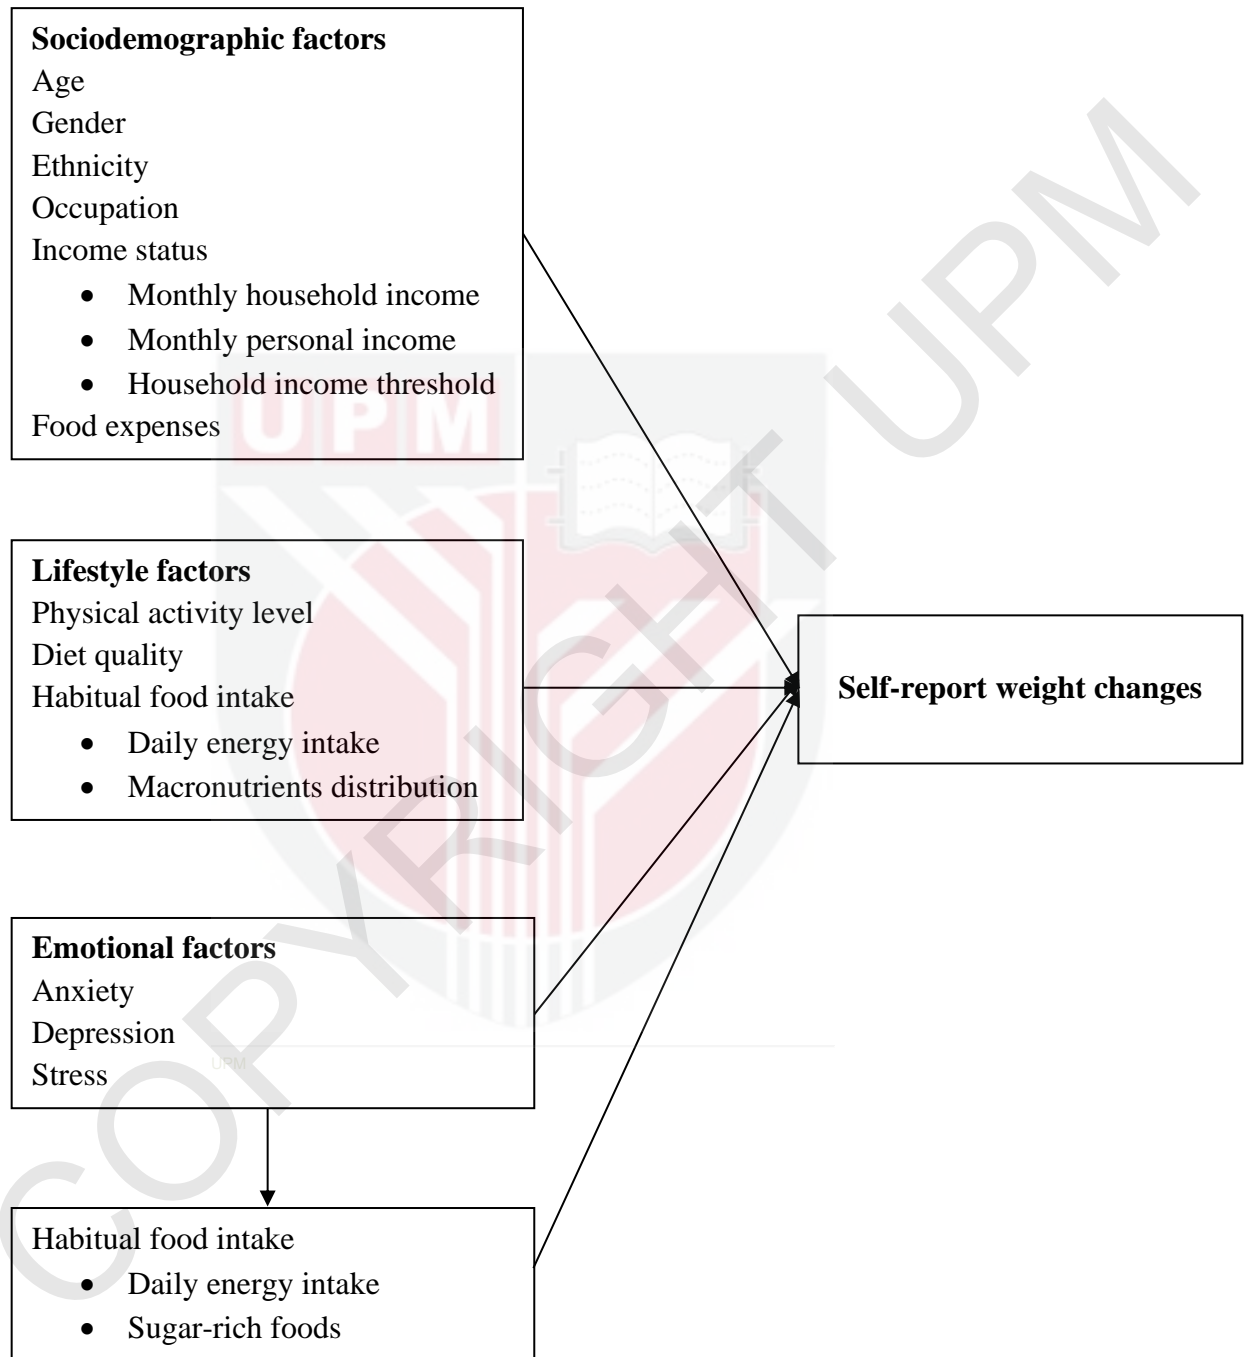 Sociodemographic factors
Age
Gender
Ethnicity
Occupation
Income status
• Monthly household income
• Monthly personal income
• Household income threshold
Food expenses
UPM
Lifestyle factors
Physical activity level
Diet quality
Habitual food intake
• Daily energy intake
• Macronutrients distribution
Self-report weight changes
Emotional factors
Anxiety
Depression
Stress
UPM
Habitual food intake
• Daily energy intake
• Sugar-rich foods
COPYRIGHT UPM